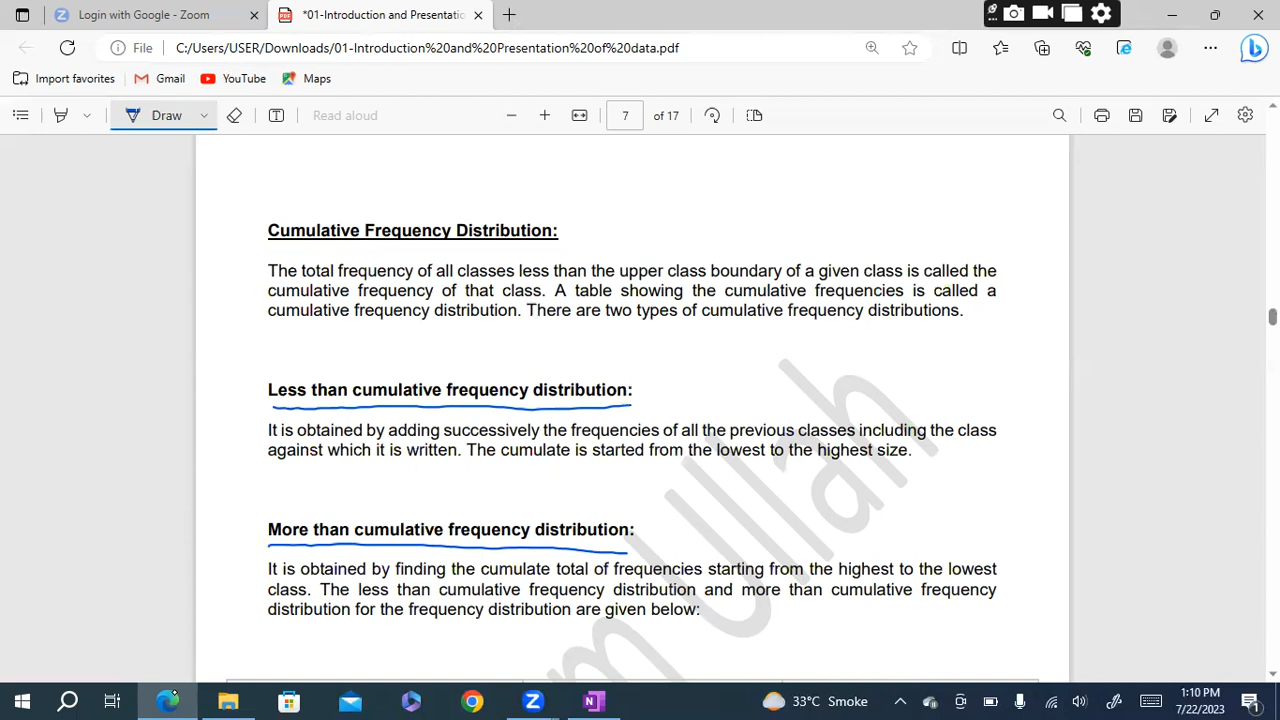 Login with Google - Zoom
*01-Introduction and Presentatio
File C:/Users/USER/Downloads/01-Introduction%20and%20Presentation%20of%20data.pdf
Import favorites Gmail YouTube Maps
Draw Read aloud 7 of 17
Cumulative Frequency Distribution:
The total frequency of all classes less than the upper class boundary of a given class is called the
cumulative frequency of that class. A table showing the cumulative frequencies is called a
cumulative frequency distribution. There are two types of cumulative frequency distributions.
Less than cumulative frequency distribution:
It is obtained by adding successively the frequencies of all the previous classes including the class
against which it is written. The cumulate is started from the lowest to the highest size.
More than cumulative frequency distribution:
It is obtained by finding the cumulate total of frequencies starting from the highest to the lowest
class. The less than cumulative frequency distribution and more than cumulative frequency
distribution for the frequency distribution are given below:
m Ullah
33°C Smoke
1:10 PM
7/22/2023
1